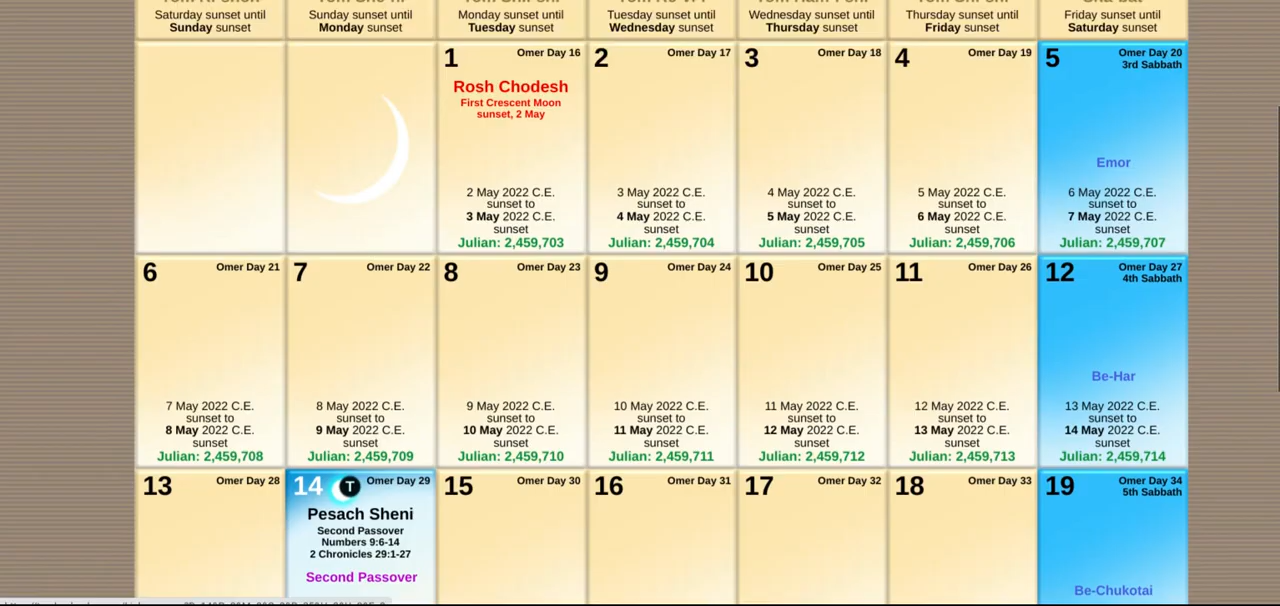 Saturday sunset until
Sunday sunset
Sunday sunset until
Monday sunset
Monday sunset until
Tuesday sunset
Tuesday sunset until
Wednesday sunset
Wednesday sunset until
Thursday sunset
Thursday sunset until
Friday sunset
Friday sunset until
Saturday sunset
1 Omer Day 16
Rosh Chodesh
First Crescent Moon
sunset, 2 May
2 May 2022 C.E.
sunset to
3 May 2022 C.E.
sunset
Julian: 2,459,703
2 Omer Day 17
3 May 2022 C.E.
sunset to
4 May 2022 C.E.
sunset
Julian: 2,459,704
3 Omer Day 18
4 May 2022 C.E.
sunset to
5 May 2022 C.E.
sunset
Julian: 2,459,705
4 Omer Day 19
5 May 2022 C.E.
sunset to
6 May 2022 C.E.
sunset
Julian: 2,459,706
5 Omer Day 20
3rd Sabbath
Emor
6 May 2022 C.E.
sunset to
7 May 2022 C.E.
sunset
Julian: 2,459,707
6 Omer Day 21
7 May 2022 C.E.
sunset to
8 May 2022 C.E.
sunset
Julian: 2,459,708
7 Omer Day 22
8 May 2022 C.E.
sunset to
9 May 2022 C.E.
sunset
Julian: 2,459,709
8 Omer Day 23
9 May 2022 C.E.
sunset to
10 May 2022 C.E.
sunset
Julian: 2,459,710
9 Omer Day 24
10 May 2022 C.E.
sunset to
11 May 2022 C.E.
sunset
Julian: 2,459,711
10 Omer Day 25
11 May 2022 C.E.
sunset to
12 May 2022 C.E.
sunset
Julian: 2,459,712
11 Omer Day 26
12 May 2022 C.E.
sunset to
13 May 2022 C.E.
sunset
Julian: 2,459,713
12 Omer Day 27
4th Sabbath
Be-Har
13 May 2022 C.E.
sunset to
14 May 2022 C.E.
sunset
Julian: 2,459,714
13 Omer Day 28
14 T Omer Day 29
Pesach Sheni
Second Passover
Numbers 9:6-14
2 Chronicles 29:1-27
Second Passover
15 Omer Day 30
16 Omer Day 31
17 Omer Day 32
18 Omer Day 33
19 Omer Day 34
5th Sabbath
Be-Chukotai